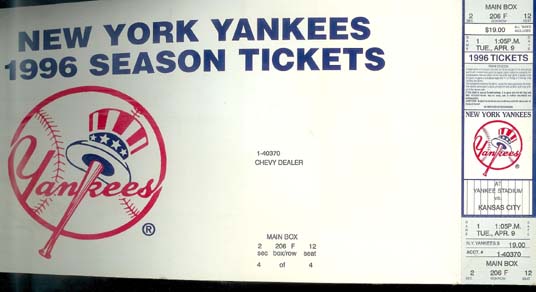 NEW YORK YANKEES
1996 SEASON TICKETS
Yankees
®
1-40370
CHEVY DEALER
MAIN BOX
2 206 F 12
sec box/row seat
4 of 4
MAIN BOX
2 206 F 12
$19.00
1 1:05P.M.
TUE., APR. 9
1996 TICKETS
NEW YORK YANKEES
Yankees
AT
YANKEE STADIUM
vs.
KANSAS CITY
1 1:05P.M.
TUE., APR. 9
N.Y. YANKEES $ 19.00
ACCT. # 1-40370
MAIN BOX
2 206 F 12